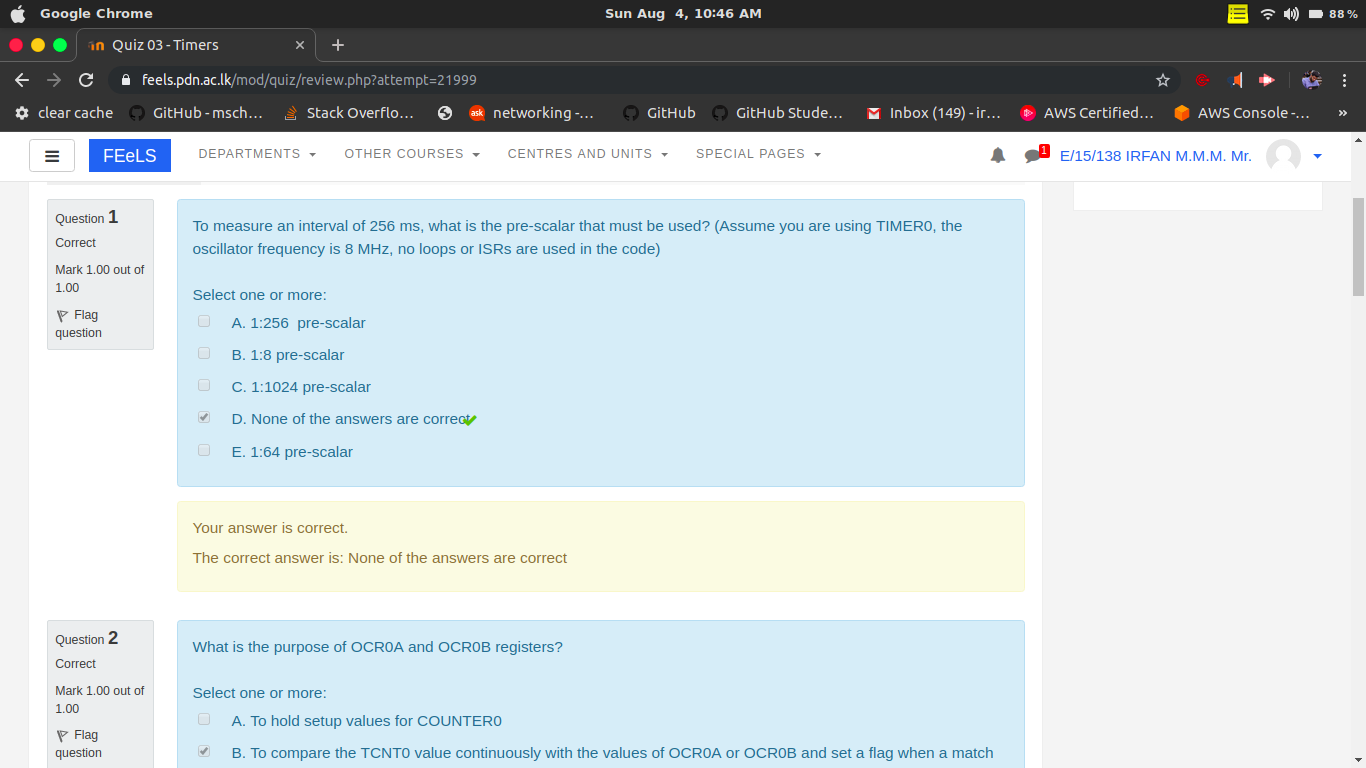 Google Chrome
Sun Aug 4, 10:46 AM
88%
Quiz 03 - Timers
feels.pdn.ac.lk/mod/quiz/review.php?attempt=21999
clear cache
GitHub - msch…
Stack Overflo…
ask
networking -…
GitHub
GitHub Stude…
Inbox (149) - ir…
AWS Certified…
AWS Console -…
»
FEeLS
DEPARTMENTS
OTHER COURSES
CENTRES AND UNITS
SPECIAL PAGES
1
E/15/138 IRFAN M.M.M. Mr.
Question 1
Correct
Mark 1.00 out of
1.00
Flag
question
To measure an interval of 256 ms, what is the pre-scalar that must be used? (Assume you are using TIMER0, the
oscillator frequency is 8 MHz, no loops or ISRs are used in the code)
Select one or more:
A. 1:256 pre-scalar
B. 1:8 pre-scalar
C. 1:1024 pre-scalar
D. None of the answers are correct
E. 1:64 pre-scalar
Your answer is correct.
The correct answer is: None of the answers are correct
Question 2
Correct
Mark 1.00 out of
1.00
Flag
question
What is the purpose of OCR0A and OCR0B registers?
Select one or more:
A. To hold setup values for COUNTER0
B. To compare the TCNT0 value continuously with the values of OCR0A or OCR0B and set a flag when a match